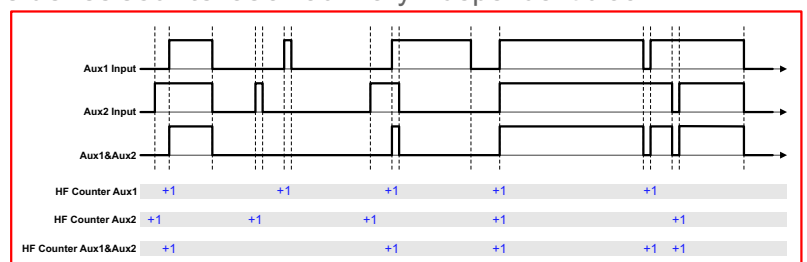 Aux1 Input
Aux2 Input
Aux1&Aux2
HF Counter Aux1 +1 +1 +1 +1 +1
HF Counter Aux2 +1 +1 +1 +1 +1
HF Counter Aux1&Aux2 +1 +1 +1 +1 +1